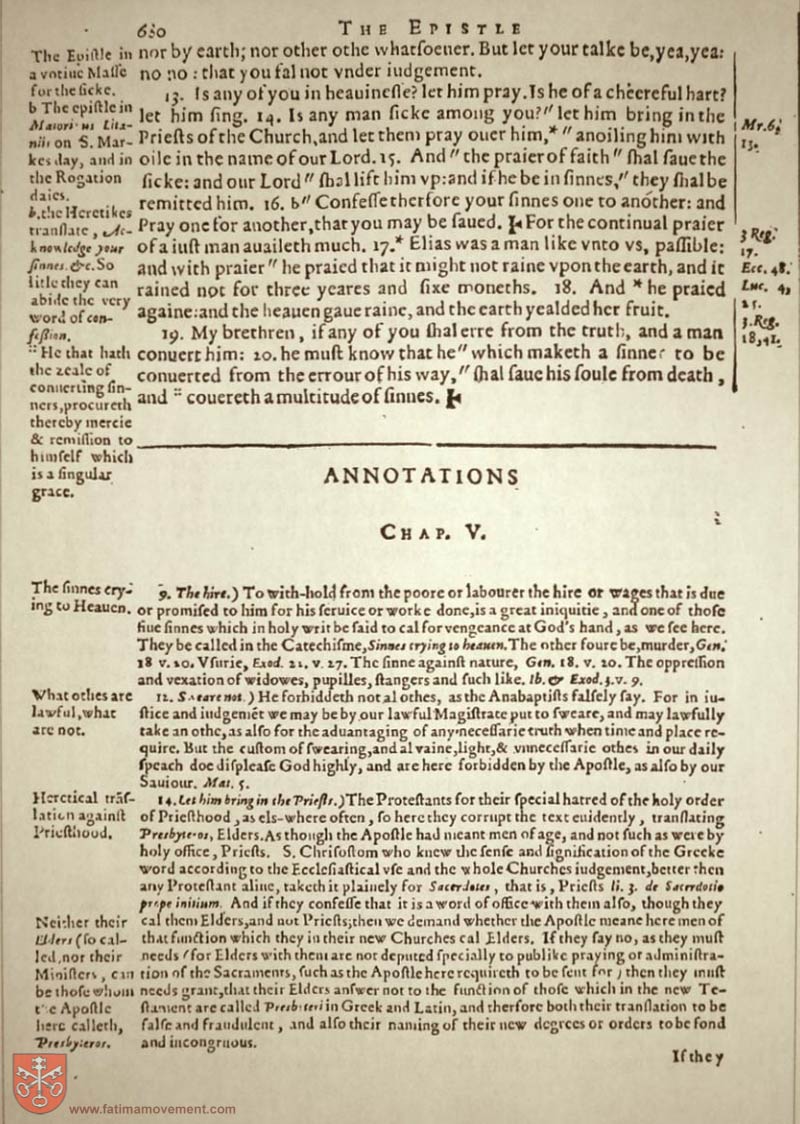 650
THE EPISTLE
nor by earth; nor other othe whatſoener. But let your talke be,yea,yea:
no no : that you fal not vnder iudgement.
13. Is any of you in heauineſſe? let him pray. Is he of a cheereful hart?
let him ſing. 14. Is any man ſicke among you?" let him bring in the
Prieſts of the Church,and let them pray ouer him,*" anoiling him with
oile in the name of our Lord. 15. And " the praier of faith " ſhal ſaue the
ſicke: and our Lord " ſhal lift him vp: and if he be in ſinnes," they ſhal be
remitted him. 16. b" Confeſſe therfore your ſinnes one to another: and
Pray one for another, that you may be ſaued. For the continual praier
of a iuſt man auaileth much. 17.* Elias was a man like vnto vs, paſſible:
and with praier " he praied that it might not raine vpon the earth, and it
rained not for three yeares and ſixe moneths. 18. And * he praied
againe: and the heauen gaue raine, and the earth yealded her fruit.
19. My brethren, if any of you ſhal erre from the truth, and a man
conuert him: 20. he muſt know that he " which maketh a ſinner to be
conuerted from the errour of his way," ſhal ſaue his ſoule from death,
and :: couereth a multitude of ſinnes.
The Epiſtle in
a votiue Maſſe
for the ſicke.
b The epiſtle in
Maioribus Lita-
niis on S. Mar-
kes day, and in
the Rogation
daies.
b.the Heretikes
tranſlate, Ac-
knowledge your
ſinnes. &c. So
litle they can
abide the very
word of con-
feſſion.
:: He that hath
the zeale of
conuerting ſin-
ners,procureth
thereby mercie
& remiſſion to
himſelf which
is a ſingular
grace.
Mr. 6,
13.
3 Reg.
17.
Ecc. 48.
Luc. 4,
25.
3. Reg.
18, 41.
ANNOTATIONS
CHAP. V.
The ſinnes cry-
ing to Heauen.
9. The hire.) To with-hold from the poore or labourer the hire or wages that is due
or promiſed to him for his ſeruice or worke done,is a great iniquitie, and one of thoſe
fiue ſinnes which in holy writ be ſaid to cal for vengeance at God's hand, as we ſee here.
They be called in the Catechiſme, Sinnes crying to heauen. The other foure be,murder, Gen.
18 v. 20. Vſurie, Exod. 22. v. 27. The ſinne againſt nature, Gen. 18. v. 20. The oppreſſion
and vexation of widowes, pupilles, ſtangers and ſuch like. Ib. & Exod. 3. v. 9.
What othes are
lawful, what
are not.
12. Sweare not.) He forbiddeth not al othes, as the Anabaptiſts falſely ſay. For in iu-
ſtice and iudgemēt we may be by our lawful Magiſtrate put to ſweare, and may lawfully
take an othe, as alſo for the aduantaging of any neceſſarie truth when time and place re-
quire. But the cuſtom of ſwearing,and al vaine,light,& vnneceſſarie othes in our daily
ſpeach doe diſpleaſe God highly, and are here forbidden by the Apoſtle, as alſo by our
Sauiour. Mat. 5.
Heretical trāſ-
lation againſt
Prieſthood.
14. Let him bring in the Prieſts.) The Proteſtants for their ſpecial hatred of the holy order
of Prieſthood, as els-where often, ſo here they corrupt the text euidently, tranſlating
Presbyteros, Elders. As though the Apoſtle had meant men of age, and not ſuch as were by
holy office, Prieſts. S. Chriſoſtom who knew the ſenſe and ſignification of the Greeke
word according to the Eccleſiaſtical vſe and the whole Churches iudgement,better then
any Proteſtant aliue, taketh it plainely for Sacerdotes, that is, Prieſts li. 3. de Sacerdotio
prope initium. And if they confeſſe that it is a word of office with them alſo, though they
cal them Elders,and not Prieſts;then we demand whether the Apoſtle meane here men of
that function which they in their new Churches cal Elders. If they ſay no, as they muſt
needs (for Elders with them are not deputed ſpecially to publike praying or adminiſtra-
tion of the Sacraments, ſuch as the Apoſtle here requireth to be ſent for) then they muſt
needs grant,that their Elders anſwer not to the function of thoſe which in the new Te-
ſtament are called Presbyteri in Greek and Latin, and therfore both their tranſlation to be
falſe and fraudulent, and alſo their naming of their new degrees or orders to be fond
and incongruous.
Neither their
Elders (ſo cal-
led, nor their
Miniſters, can
be thoſe whom
the Apoſtle
here calleth,
Presbyteros.
If they
www.fatimamovement.com